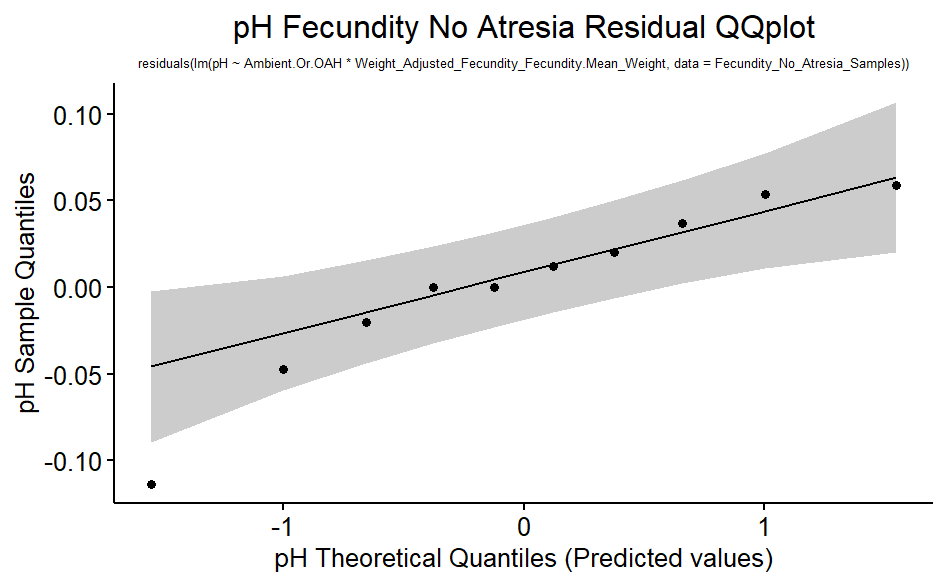 pH Fecundity No Atresia Residual QQplot
residuals(lm(pH ~ Ambient.Or.OAH * Weight_Adjusted_Fecundity_Fecundity.Mean_Weight, data = Fecundity_No_Atresia_Samples))
0.10
0.05
0.00
-0.05
-0.10
pH Sample Quantiles
-1
0
1
pH Theoretical Quantiles (Predicted values)